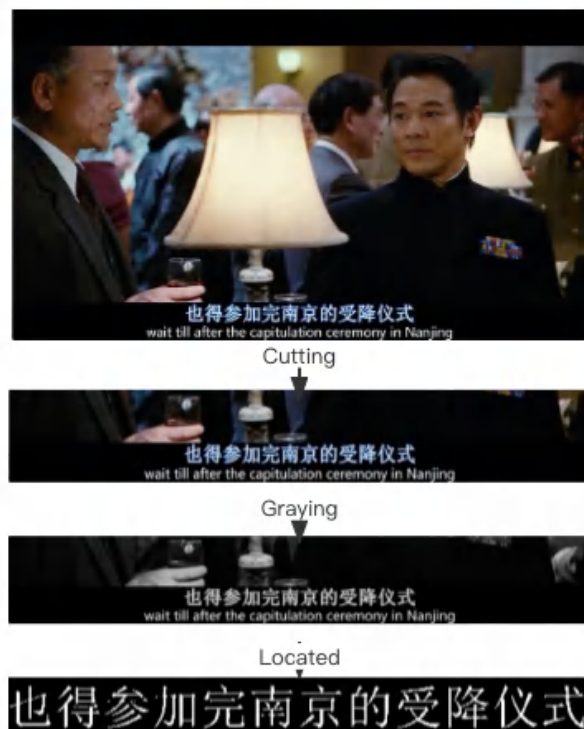 也得参加完南京的受降仪式
wait till after the capitulation ceremony in Nanjing
Cutting
也得参加完南京的受降仪式
wait till after the capitulation ceremony in Nanjing
Graying
也得参加完南京的受降仪式
wait till after the capitulation ceremony in Nanjing
Located
也得参加完南京的受降仪式